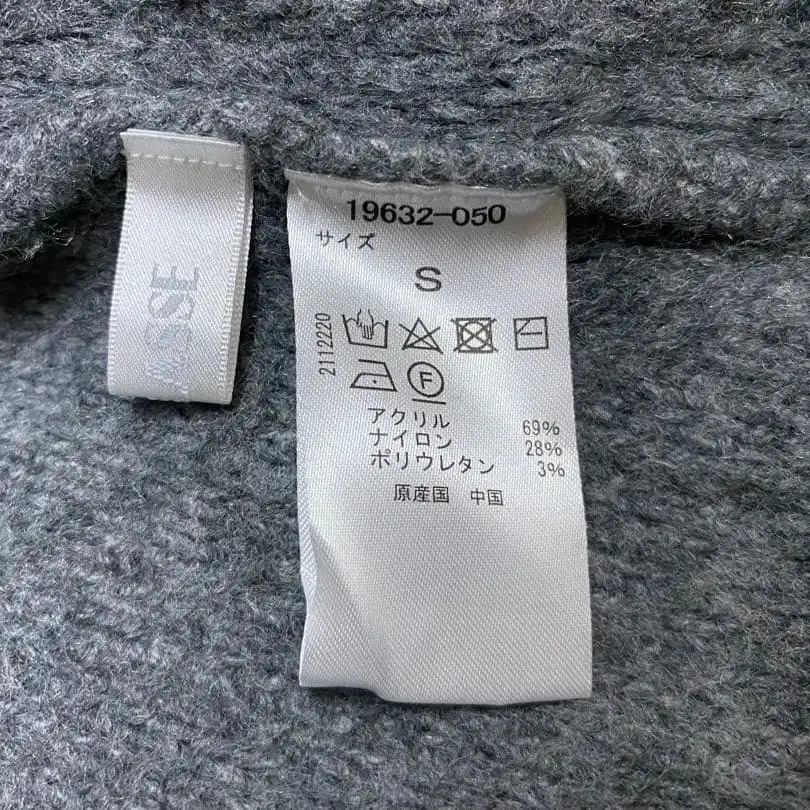 19632-050
サイズ
S
2112220
F
アクリル 69%
ナイロン 28%
ポリウレタン 3%
原産国 中国